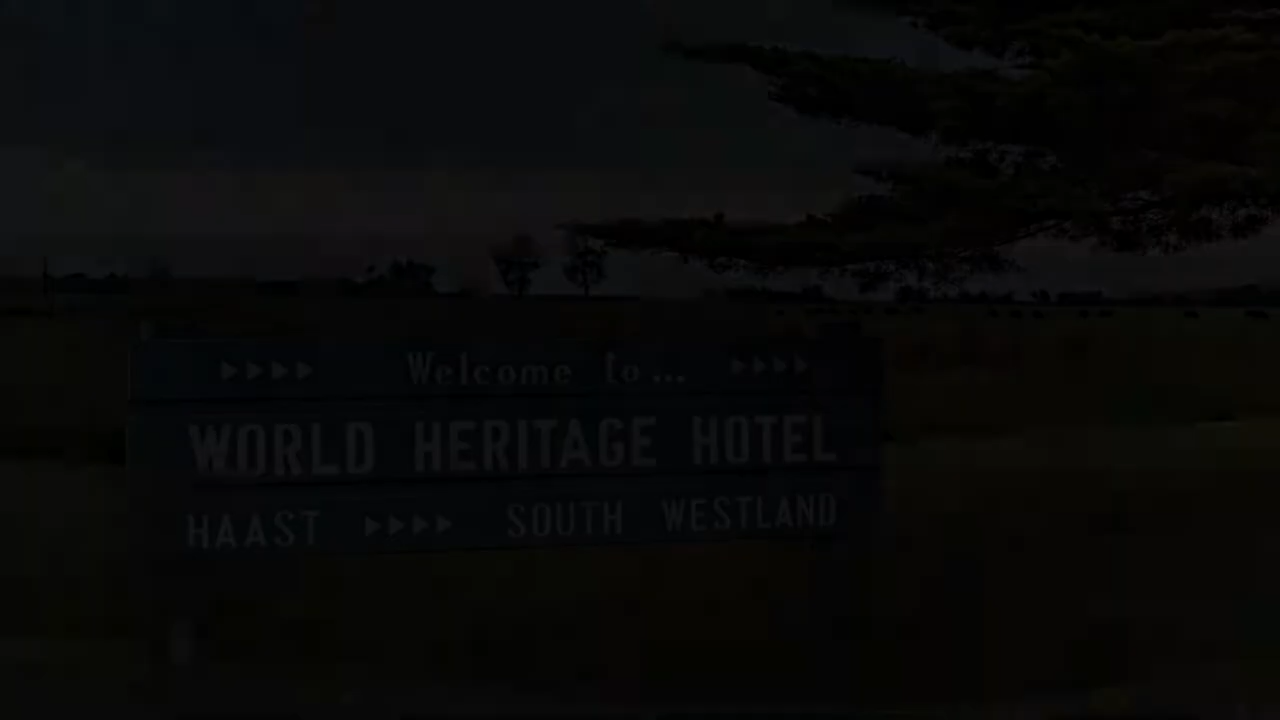 ▶▶▶▶ Welcome to... ▶▶▶▶
WORLD HERITAGE HOTEL
HAAST ▶▶▶▶ SOUTH WESTLAND